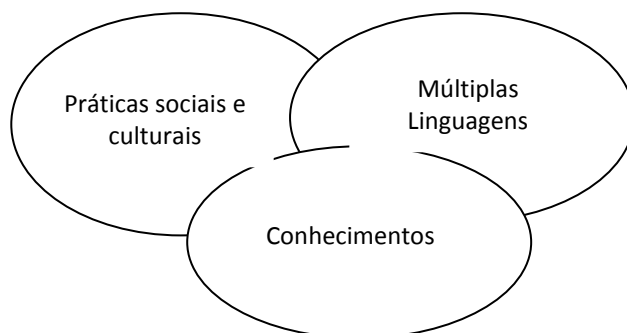 Práticas sociais e
culturais
Múltiplas
Linguagens
Conhecimentos